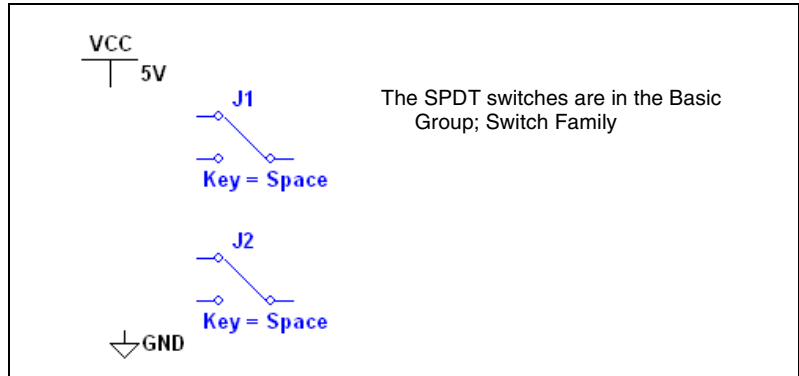 VCC
5V
J1
The SPDT switches are in the Basic
Group; Switch Family
Key = Space
J2
Key = Space
GND